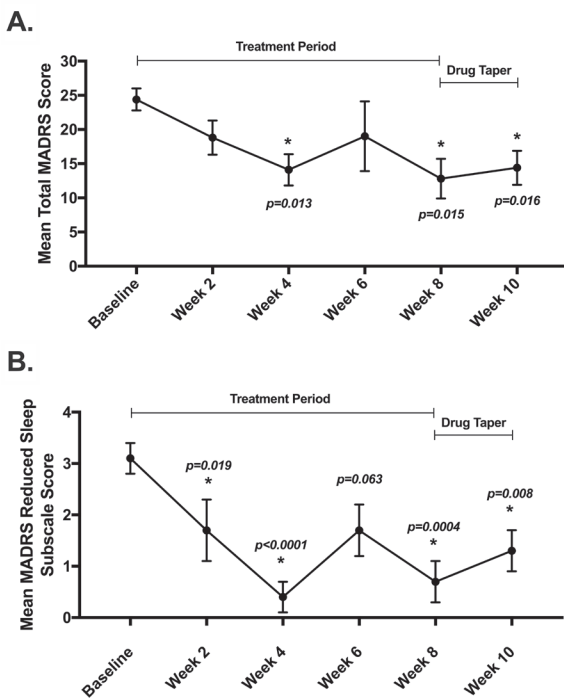 A.
Treatment Period
Drug Taper
30
25
20
15
10
5
0
Mean Total MADRS Score
*
*
*
p=0.013
p=0.015
p=0.016
Baseline
Week 2
Week 4
Week 6
Week 8
Week 10
B.
Treatment Period
Drug Taper
4
3
2
1
0
Mean MADRS Reduced Sleep
Subscale Score
p=0.019
*
p<0.0001
*
p=0.063
p=0.0004
*
p=0.008
*
Baseline
Week 2
Week 4
Week 6
Week 8
Week 10